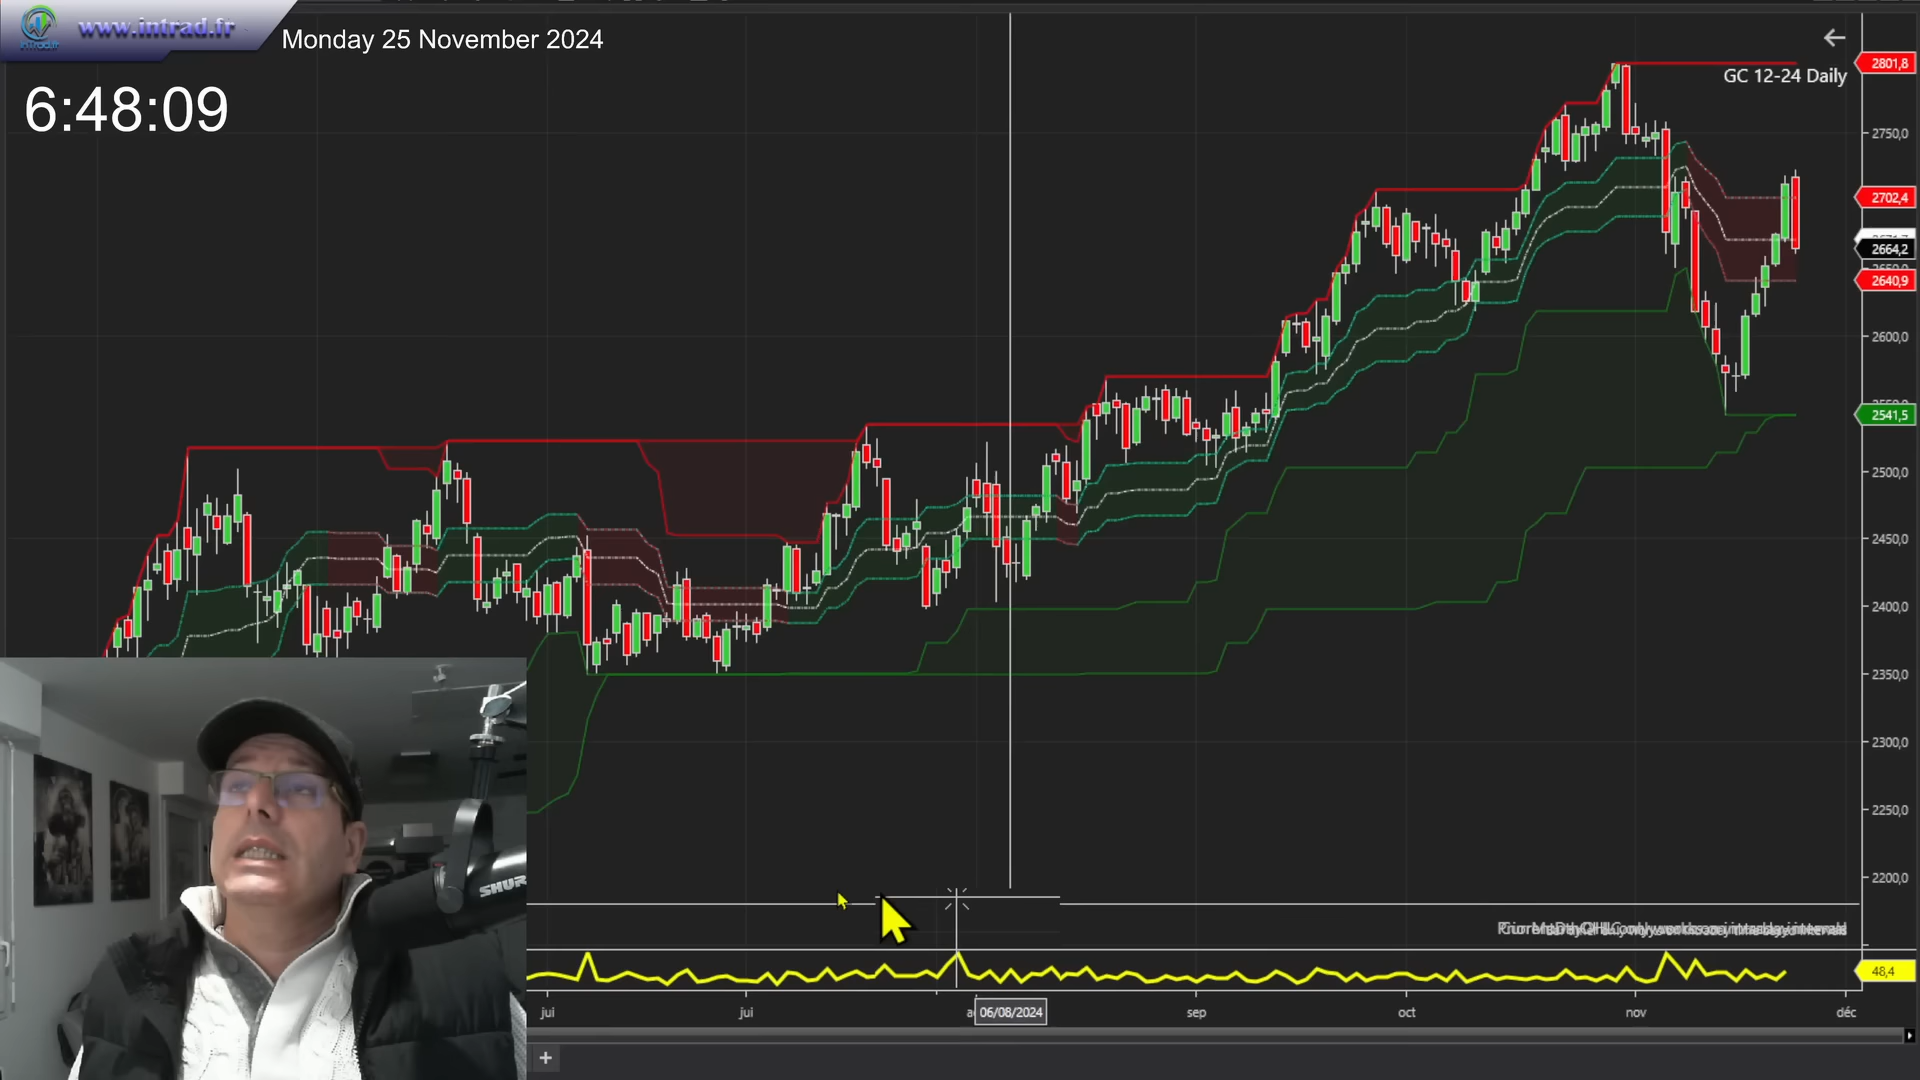 www.intrad.fr
Monday 25 November 2024
6:48:09
GC 12-24 Daily
2801,8
2750,0
2702,4
2664,2
2640,9
2600,0
2541,5
2500,0
2450,0
2400,0
2350,0
2300,0
2250,0
2200,0
48,4
jui
jui
06/08/2024
sep
oct
nov
déc
SHUR